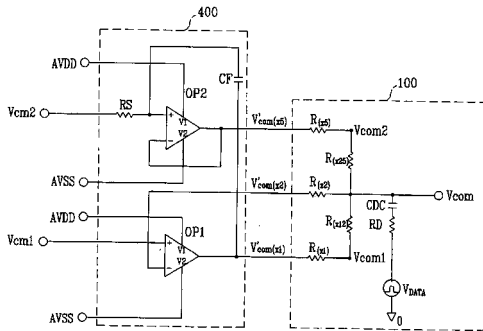 400
AVDD
OP2
CF
V1
Vcm2
RS
+
V2
-
AVSS
AVDD
OP1
V1
Vcm1
+
V2
-
AVSS
V'com(x5)
V'com(x2)
V'com(x1)
100
R(x5)
Vcom2
R(x25)
R(x2)
Vcom
CDC
R(x12)
RD
R(x1)
Vcom1
VDATA
0